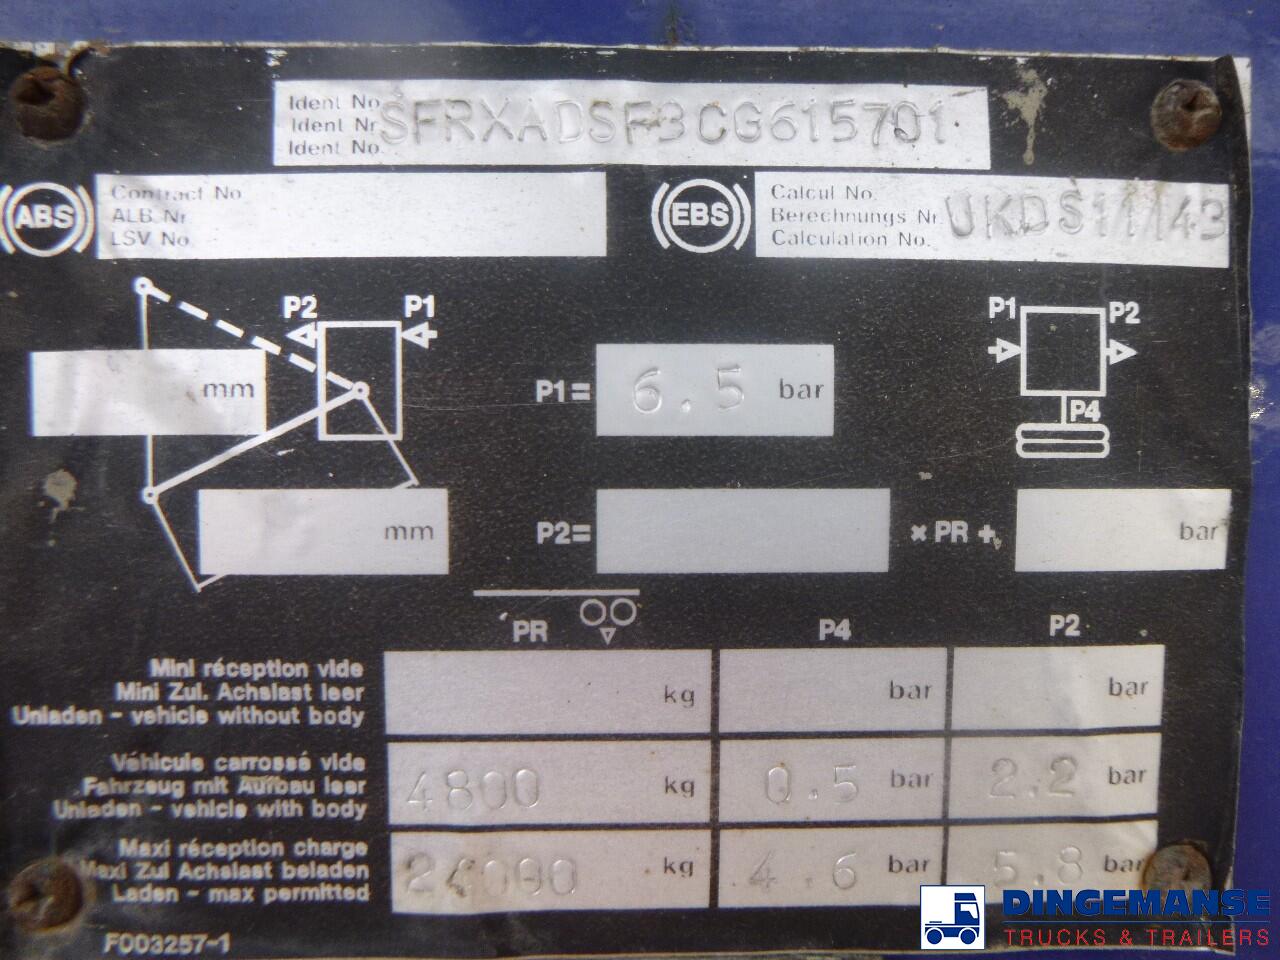 Ident No.
Ident Nr.
Ident No.
SFRXADSF3CG615701
ABS
Contract No
ALB Nr.
LSV No.
EBS
Calcul No.
Berechnungs Nr.
Calculation No.
UKDS11143
P2 P1
mm
P1= 6.5 bar
P1 P2
P4
mm
P2= × PR + bar
PR P4 P2
Mini réception vide
Mini Zul. Achslast leer
Unladen - vehicle without body
kg bar bar
Véhicule carrossé vide
Fahrzeug mit Aufbau leer
Unladen - vehicle with body
4800 kg 0.5 bar 2.2 bar
Maxi réception charge
Maxi Zul Achslast beladen
Laden - max permitted
24000 kg 4.6 bar 5.8 bar
F003257-1
DINGEMANSE
TRUCKS & TRAILERS